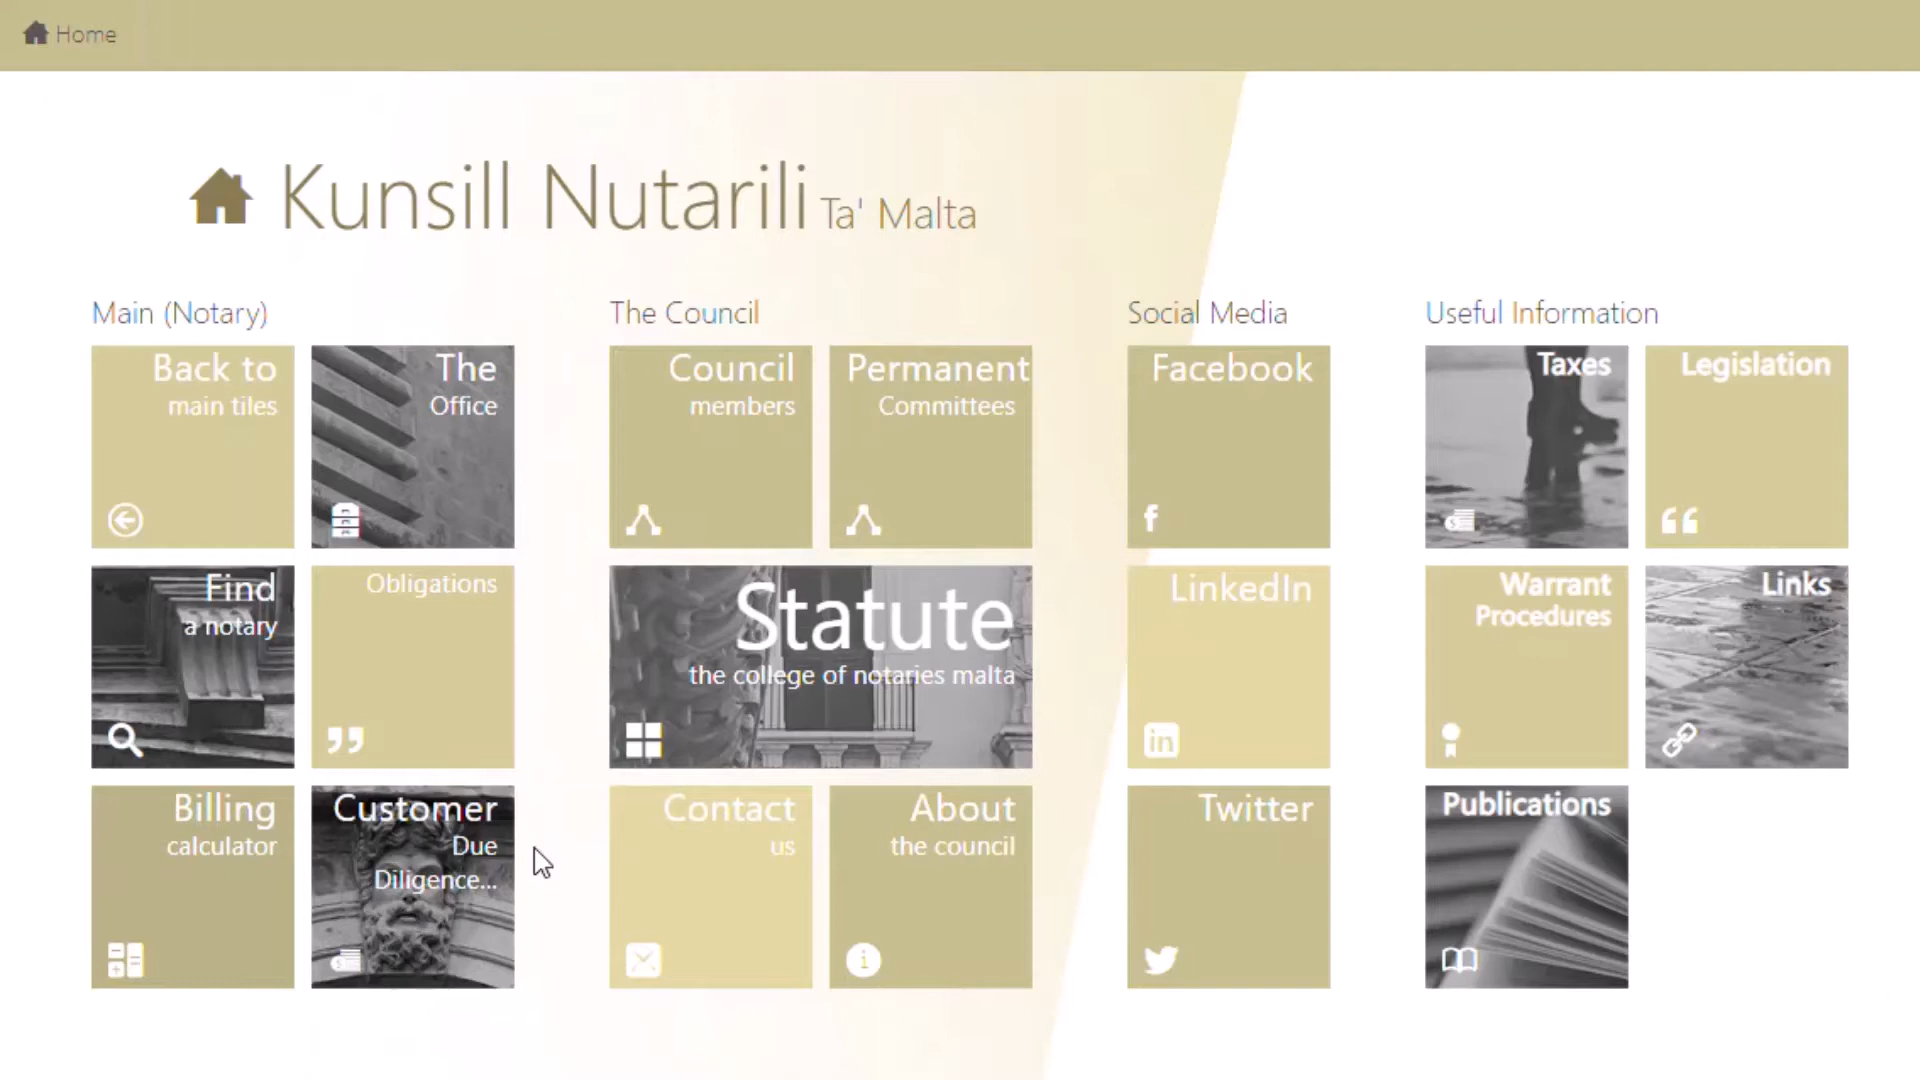 Home
Kunsill Nutarili Ta' Malta
Main (Notary)
Back to
main tiles
The
Office
Find
a notary
Obligations
Billing
calculator
Customer
Due
Diligence...
The Council
Council
members
Permanent
Committees
Statute
the college of notaries malta
Contact
us
About
the council
Social Media
Facebook
LinkedIn
Twitter
Useful Information
Taxes
Legislation
Warrant
Procedures
Links
Publications